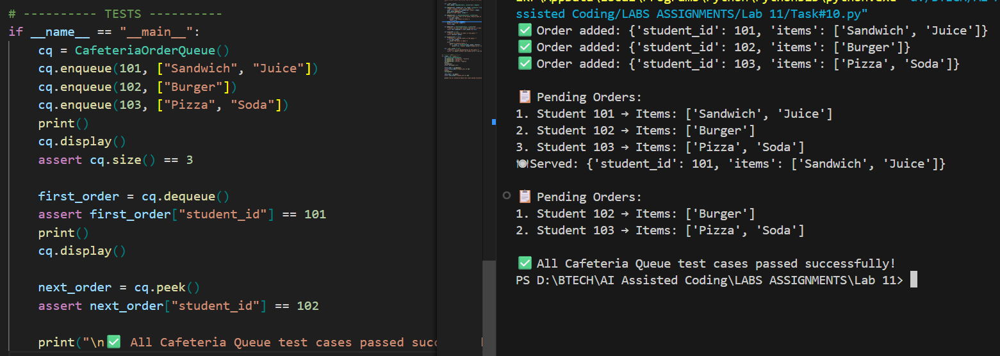 # ---------- TESTS ----------
if __name__ == "__main__":
    cq = CafeteriaOrderQueue()
    cq.enqueue(101, ["Sandwich", "Juice"])
    cq.enqueue(102, ["Burger"])
    cq.enqueue(103, ["Pizza", "Soda"])
    print()
    cq.display()
    assert cq.size() == 3

    first_order = cq.dequeue()
    assert first_order["student_id"] == 101
    print()
    cq.display()

    next_order = cq.peek()
    assert next_order["student_id"] == 102

    print("\n✅ All Cafeteria Queue test cases passed succ
ssisted Coding/LABS ASSIGNMENTS/Lab 11/Task#10.py"
✅ Order added: {'student_id': 101, 'items': ['Sandwich', 'Juice']}
✅ Order added: {'student_id': 102, 'items': ['Burger']}
✅ Order added: {'student_id': 103, 'items': ['Pizza', 'Soda']}

📋 Pending Orders:
1. Student 101 → Items: ['Sandwich', 'Juice']
2. Student 102 → Items: ['Burger']
3. Student 103 → Items: ['Pizza', 'Soda']
🍽️Served: {'student_id': 101, 'items': ['Sandwich', 'Juice']}

📋 Pending Orders:
1. Student 102 → Items: ['Burger']
2. Student 103 → Items: ['Pizza', 'Soda']

✅ All Cafeteria Queue test cases passed successfully!
PS D:\BTECH\AI Assisted Coding\LABS ASSIGNMENTS\Lab 11>